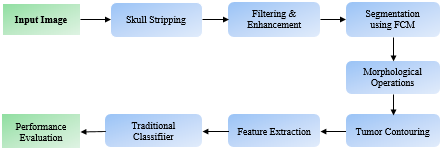 Input Image
Skull Stripping
Filtering &
Enhancement
Segmentation
using FCM
Morphological
Operations
Tumor Contouring
Feature Extraction
Traditional
Classifiier
Performance
Evaluation